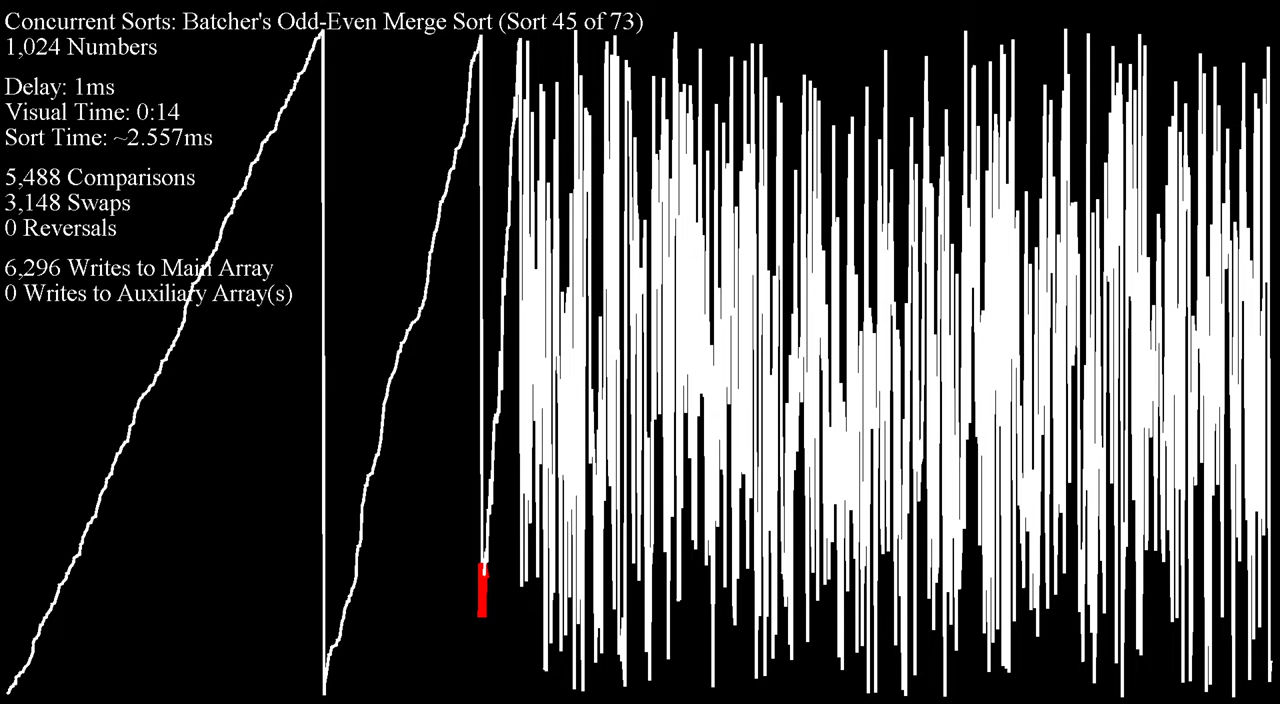 Concurrent Sorts: Batcher's Odd-Even Merge Sort (Sort 45 of 73)
1,024 Numbers
Delay: 1ms
Visual Time: 0:14
Sort Time: ~2.557ms
5,488 Comparisons
3,148 Swaps
0 Reversals
6,296 Writes to Main Array
0 Writes to Auxiliary Array(s)